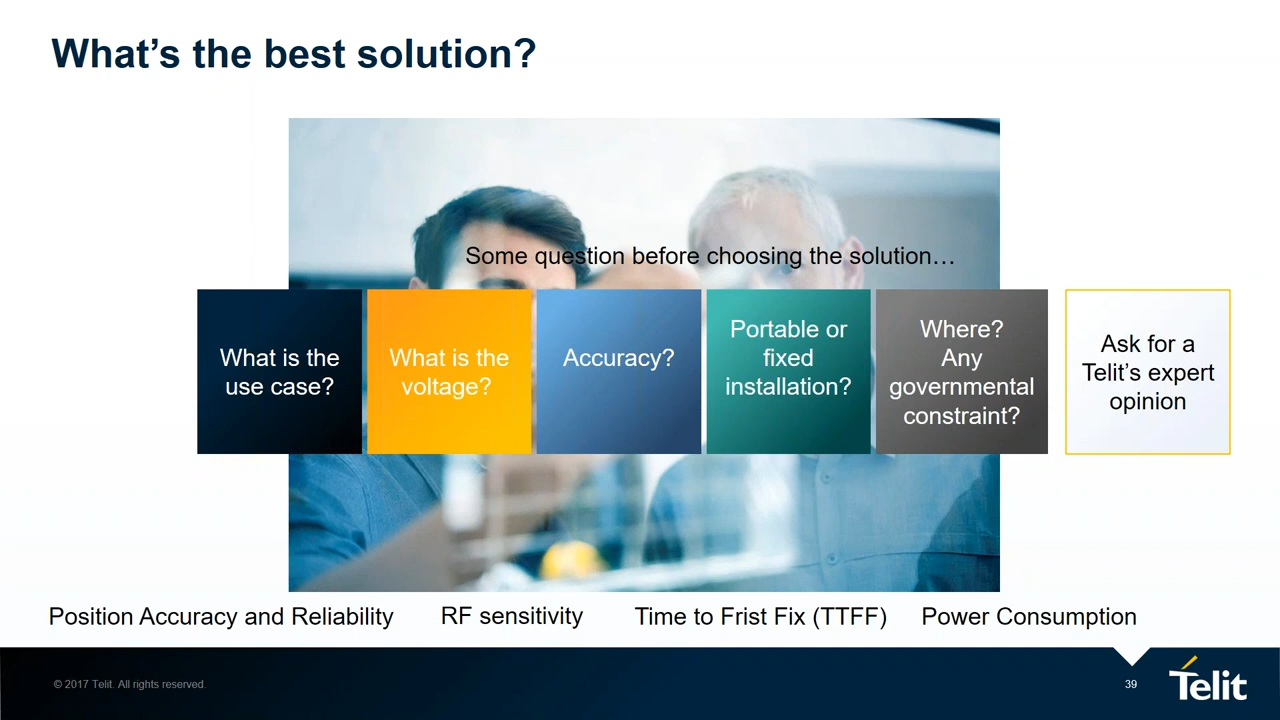 What’s the best solution?
Some question before choosing the solution…
What is the
use case?
What is the
voltage?
Accuracy?
Portable or
fixed
installation?
Where?
Any
governmental
constraint?
Ask for a
Telit’s expert
opinion
Position Accuracy and Reliability
RF sensitivity
Time to Frist Fix (TTFF)
Power Consumption
© 2017 Telit. All rights reserved.
39
Telit